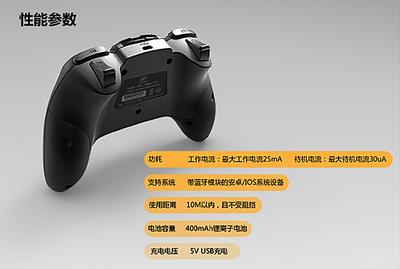 性能参数
功耗 工作电流：最大工作电流25mA 待机电流：最大待机电流30uA
支持系统 带蓝牙模块的安卓/IOS系统设备
使用距离 10M以内，且不受阻挡
电池容量 400mAh锂离子电池
充电电压 5V USB充电